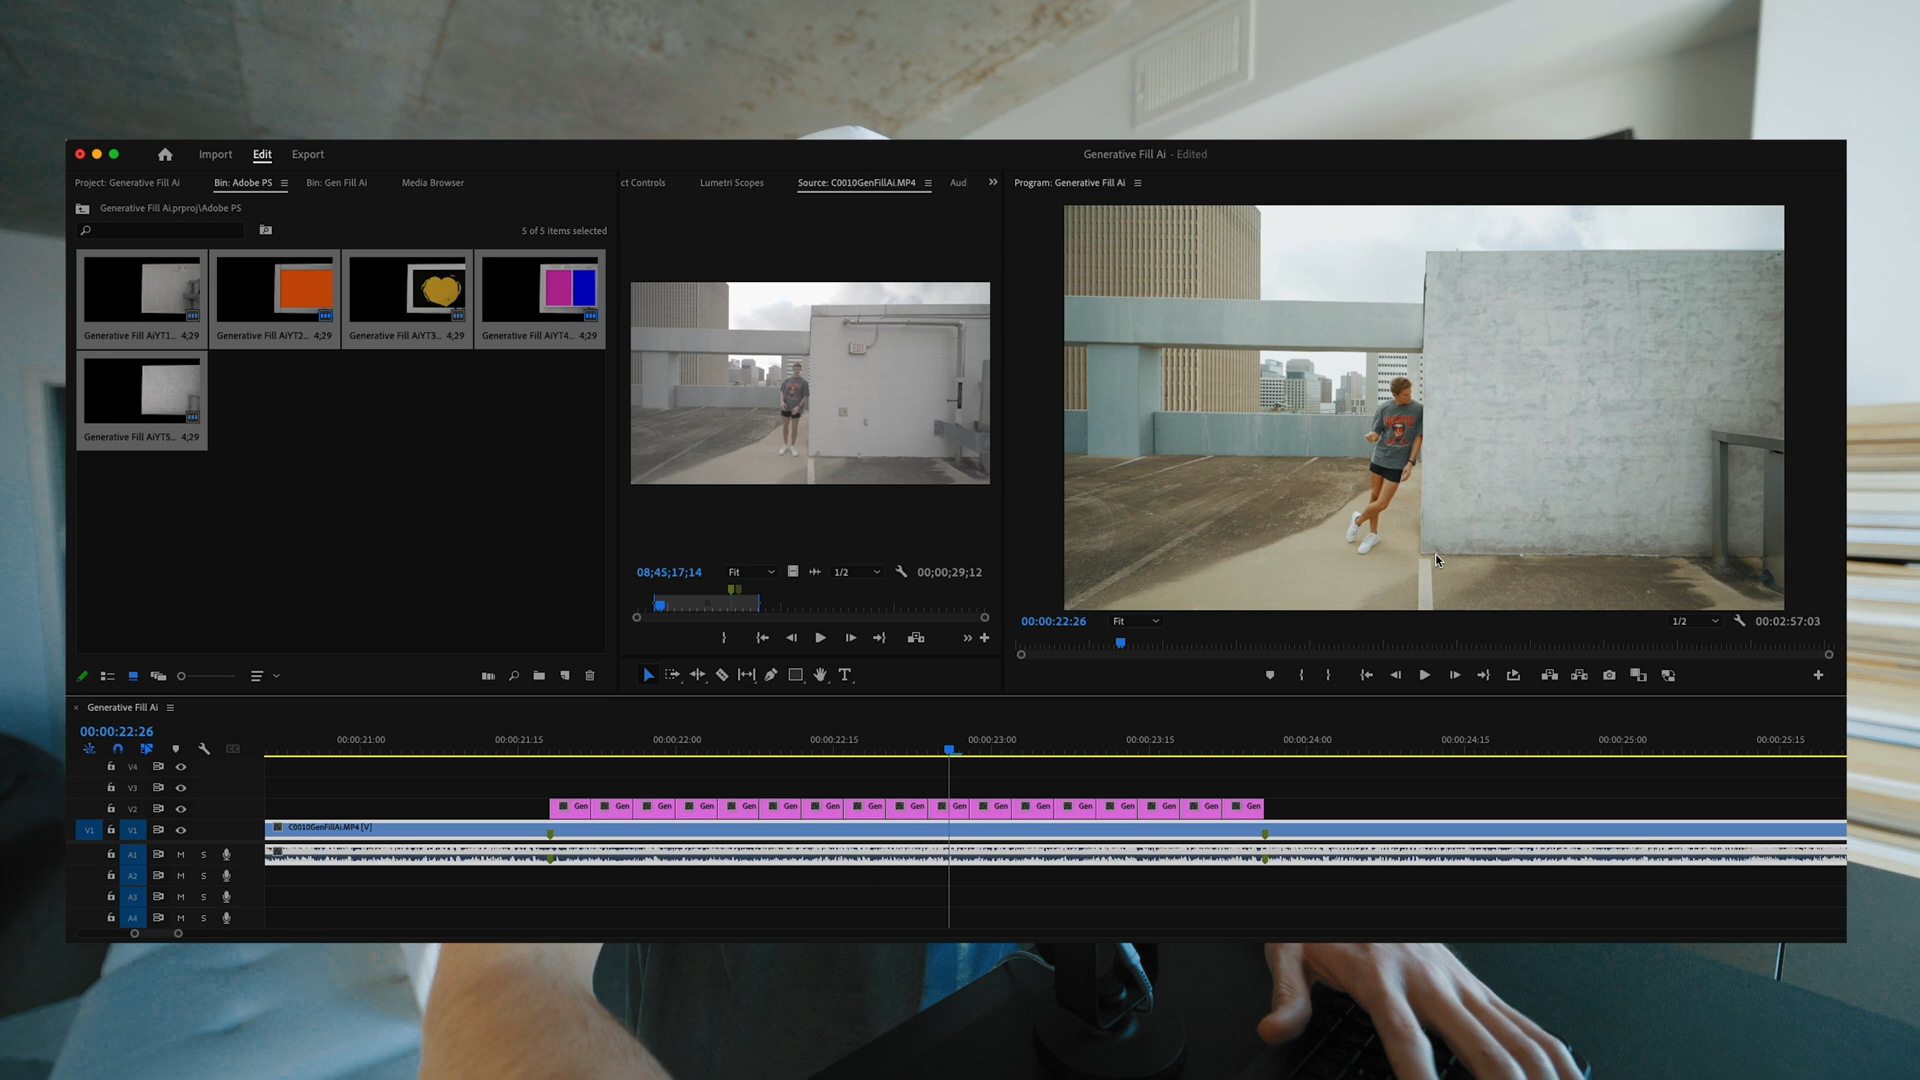 Import Edit Export
Generative Fill Ai - Edited
Project: Generative Fill Ai Bin: Adobe PS Bin: Gen Fill Ai Media Browser
ct Controls Lumetri Scopes Source: C0010GenFillAi.MP4 Aud
Program: Generative Fill Ai
Generative Fill Ai.prproj\Adobe PS
5 of 5 items selected
Generative Fill AiYT1... 4;29
Generative Fill AiYT2... 4;29
Generative Fill AiYT3... 4;29
Generative Fill AiYT4... 4;29
Generative Fill AiYT5... 4;29
08;45;17;14 Fit 1/2 00;00;29;12
00:00:22:26 Fit 1/2 00:02:57:03
Generative Fill Ai
00:00:22:26
00:00:21:00 00:00:21:15 00:00:22:00 00:00:22:15 00:00:23:00 00:00:23:15 00:00:24:00 00:00:24:15 00:00:25:00 00:00:25:15
V4
V3
V2 Gen Gen Gen Gen Gen Gen Gen Gen Gen Gen Gen Gen Gen Gen Gen Gen Gen
V1 V1 C0010GenFillAi.MP4 [V]
A1 M S
A2 M S
A3 M S
A4 M S